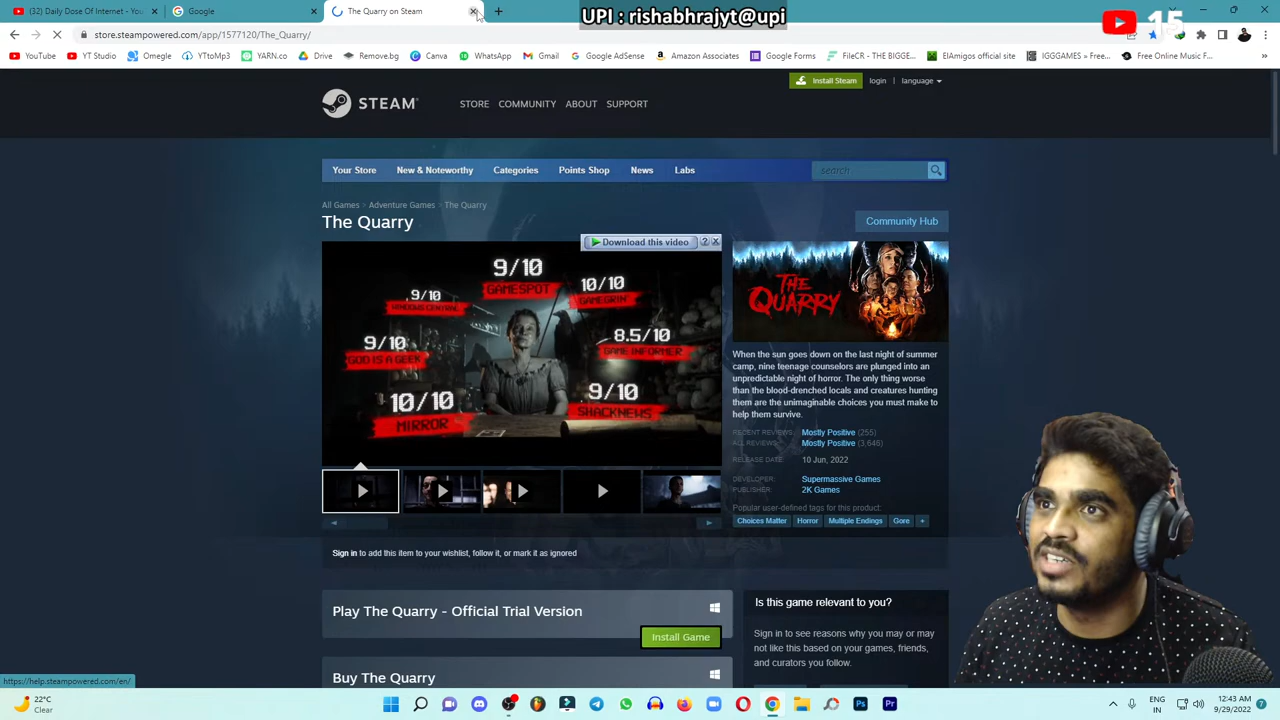 (32) Daily Dose Of Internet - You
Google
The Quarry on Steam
UPI : rishabhrajyt@upi
15
store.steampowered.com/app/1577120/The_Quarry/
YouTube
YT Studio
Omegle
YTtoMp3
YARN.co
Drive
Remove.bg
Canva
WhatsApp
Gmail
Google AdSense
Amazon Associates
Google Forms
FileCR - THE BIGGE...
ElAmigos official site
IGGGAMES » Free...
Free Online Music F...
Install Steam
login
language
STEAM
STORE
COMMUNITY
ABOUT
SUPPORT
Your Store
New & Noteworthy
Categories
Points Shop
News
Labs
search
All Games > Adventure Games > The Quarry
The Quarry
Community Hub
Download this video
9/10
GAMESPOT
10/10
GAMEGRIN
9/10
WINDOWS CENTRAL
8.5/10
GAME INFORMER
9/10
GOD IS A GEEK
9/10
SHACKNEWS
10/10
MIRROR
THE QUARRY
When the sun goes down on the last night of summer
camp, nine teenage counselors are plunged into an
unpredictable night of horror. The only thing worse
than the blood-drenched locals and creatures hunting
them are the unimaginable choices you must make to
help them survive.
RECENT REVIEWS: Mostly Positive (255)
ALL REVIEWS: Mostly Positive (3,646)
RELEASE DATE: 10 Jun, 2022
DEVELOPER: Supermassive Games
PUBLISHER: 2K Games
Popular user-defined tags for this product:
Choices Matter
Horror
Multiple Endings
Gore
+
Sign in to add this item to your wishlist, follow it, or mark it as ignored
Play The Quarry - Official Trial Version
Install Game
Buy The Quarry
Is this game relevant to you?
Sign in to see reasons why you may or may
not like this based on your games, friends,
and curators you follow.
https://help.steampowered.com/en/
22°C
Clear
Ps
Pr
ENG
IN
12:43 AM
9/29/2022